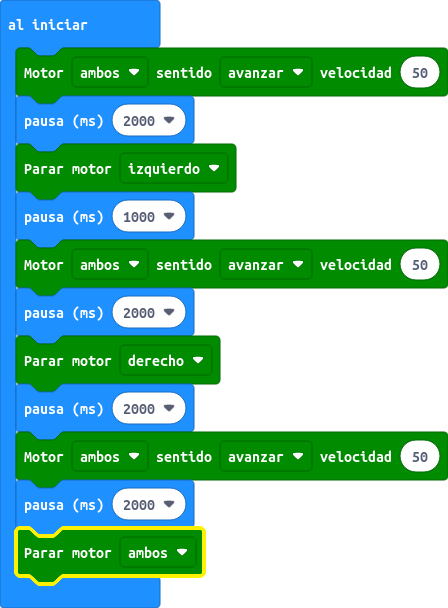 al iniciar
Motor ambos sentido avanzar velocidad 50
pausa (ms) 2000
Parar motor izquierdo
pausa (ms) 1000
Motor ambos sentido avanzar velocidad 50
pausa (ms) 2000
Parar motor derecho
pausa (ms) 2000
Motor ambos sentido avanzar velocidad 50
pausa (ms) 2000
Parar motor ambos